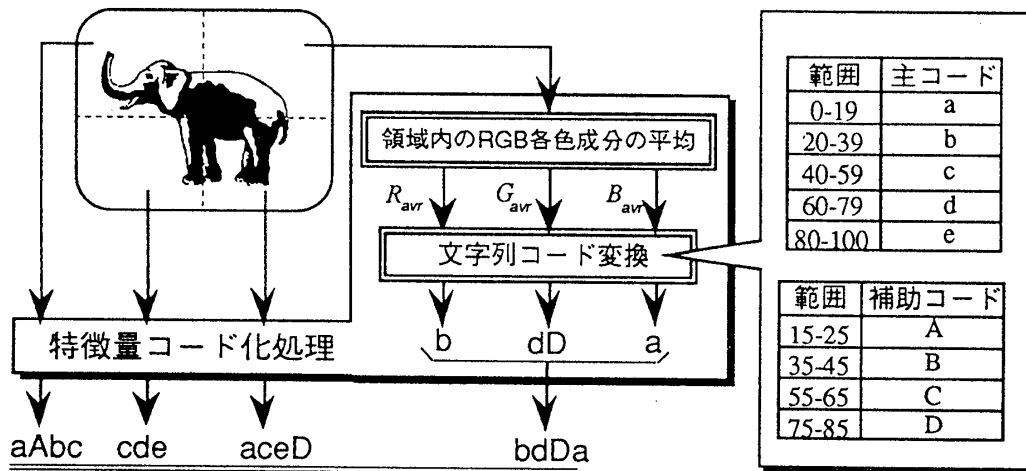 領域内のRGB各色成分の平均
Ravr Gavr Bavr
文字列コード変換
b dD a
特徴量コード化処理
aAbc cde aceD bdDa
範囲 主コード
0-19 a
20-39 b
40-59 c
60-79 d
80-100 e
範囲 補助コード
15-25 A
35-45 B
55-65 C
75-85 D